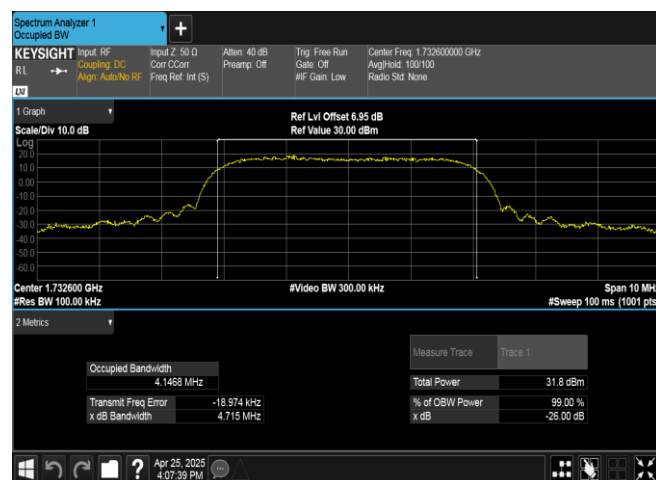 Spectrum Analyzer 1
Occupied BW
+
KEYSIGHT Input: RF Input Z: 50 Ω Atten: 40 dB Trig: Free Run Center Freq: 1.732600000 GHz
RL Coupling: DC Corr CCorr Preamp: Off Gate: Off Avg|Hold: 100/100
Align: Auto/No RF Freq Ref: Int (S) #IF Gain: Low Radio Std: None
LXI
1 Graph
Ref Lvl Offset 6.95 dB
Scale/Div 10.0 dB Ref Value 30.00 dBm
Log
20.0
10.0
0.00
-10.0
-20.0
-30.0
-40.0
-50.0
-60.0
Center 1.732600 GHz #Video BW 300.00 kHz Span 10 MHz
#Res BW 100.00 kHz #Sweep 100 ms (1001 pts
2 Metrics
Measure Trace Trace 1
Occupied Bandwidth
4.1468 MHz Total Power 31.8 dBm
Transmit Freq Error -18.974 kHz % of OBW Power 99.00 %
x dB Bandwidth 4.715 MHz x dB -26.00 dB
? Apr 25, 2025
4:07:39 PM